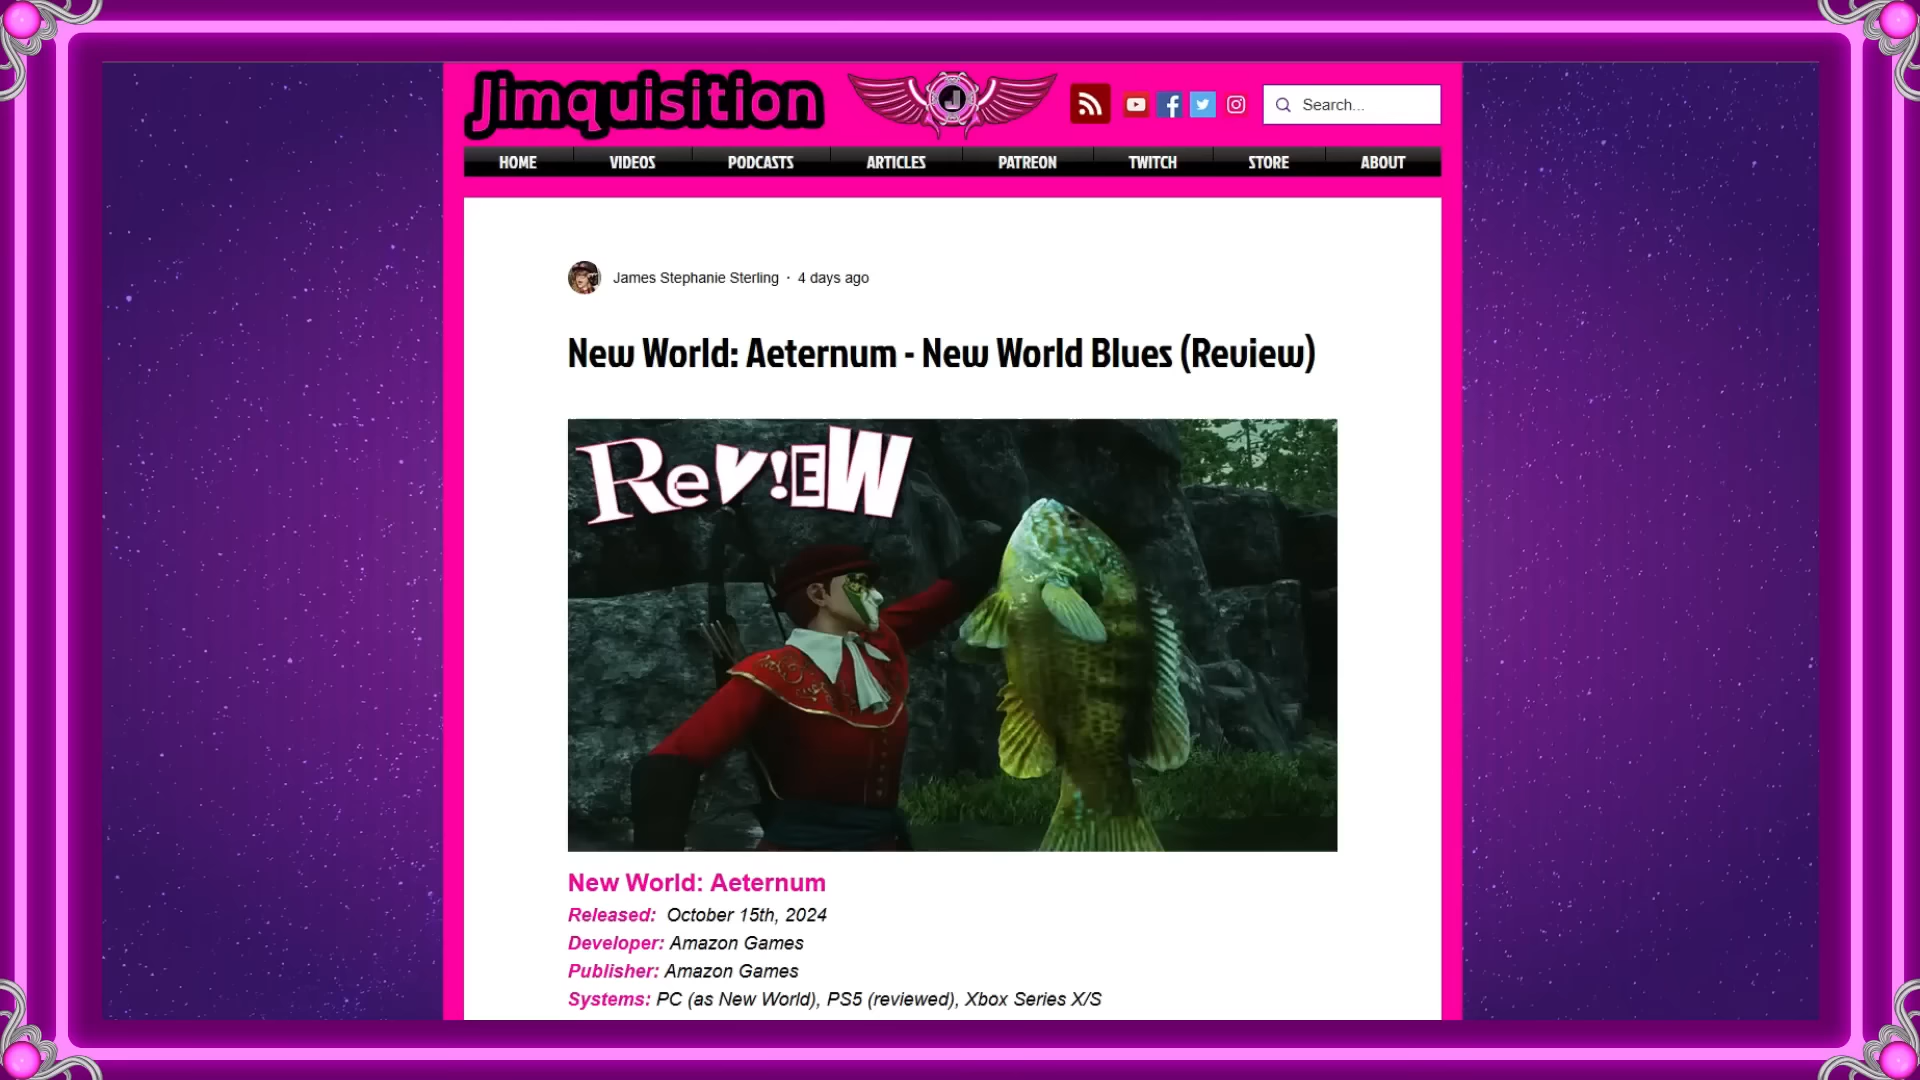 Jimquisition
J
Search...
HOME
VIDEOS
PODCASTS
ARTICLES
PATREON
TWITCH
STORE
ABOUT
James Stephanie Sterling · 4 days ago
New World: Aeternum - New World Blues (Review)
ReV!EW
New World: Aeternum
Released: October 15th, 2024
Developer: Amazon Games
Publisher: Amazon Games
Systems: PC (as New World), PS5 (reviewed), Xbox Series X/S